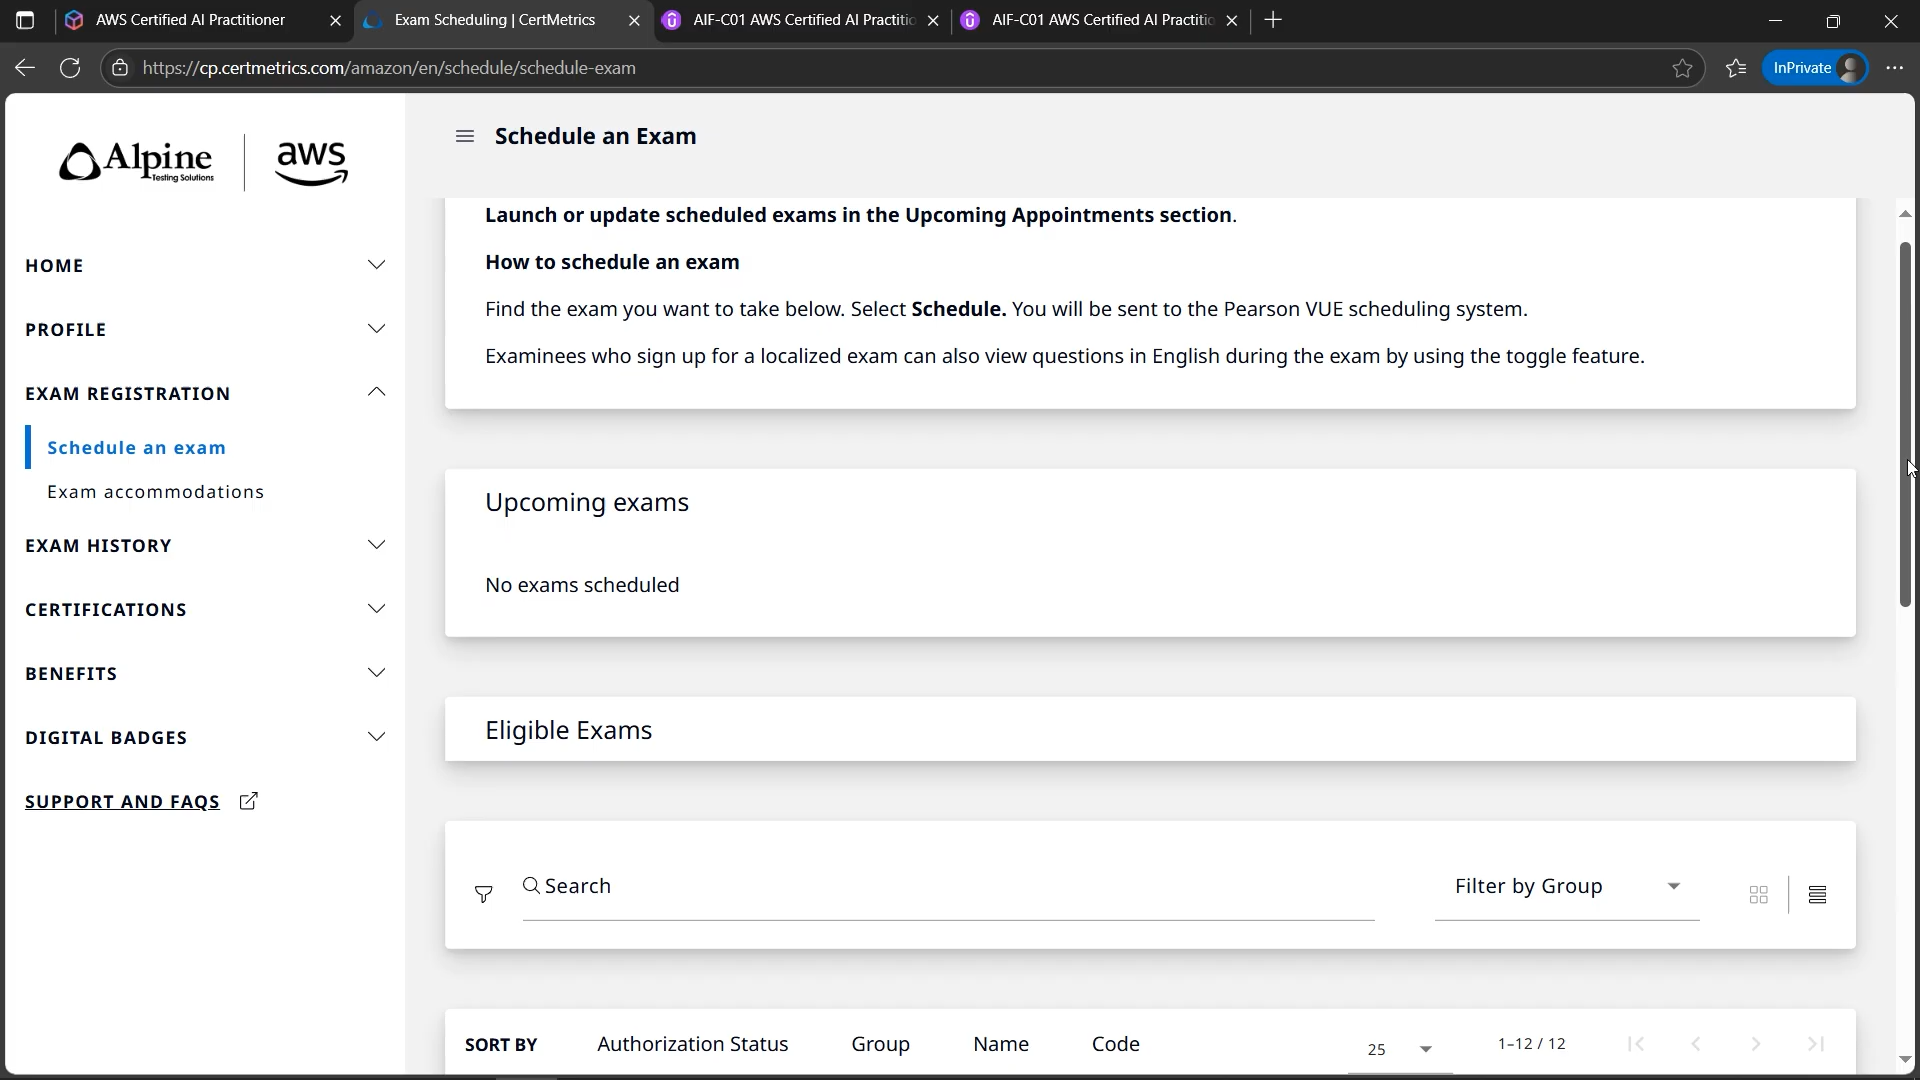 AWS Certified AI Practitioner
Exam Scheduling | CertMetrics
AIF-C01 AWS Certified AI Practitio
AIF-C01 AWS Certified AI Practitio
https://cp.certmetrics.com/amazon/en/schedule/schedule-exam
InPrivate
Alpine
Testing Solutions
aws
Schedule an Exam
HOME
PROFILE
EXAM REGISTRATION
Schedule an exam
Exam accommodations
EXAM HISTORY
CERTIFICATIONS
BENEFITS
DIGITAL BADGES
SUPPORT AND FAQS
Launch or update scheduled exams in the Upcoming Appointments section.
How to schedule an exam
Find the exam you want to take below. Select Schedule. You will be sent to the Pearson VUE scheduling system.
Examinees who sign up for a localized exam can also view questions in English during the exam by using the toggle feature.
Upcoming exams
No exams scheduled
Eligible Exams
Search
Filter by Group
SORT BY Authorization Status Group Name Code 25 1–12 / 12